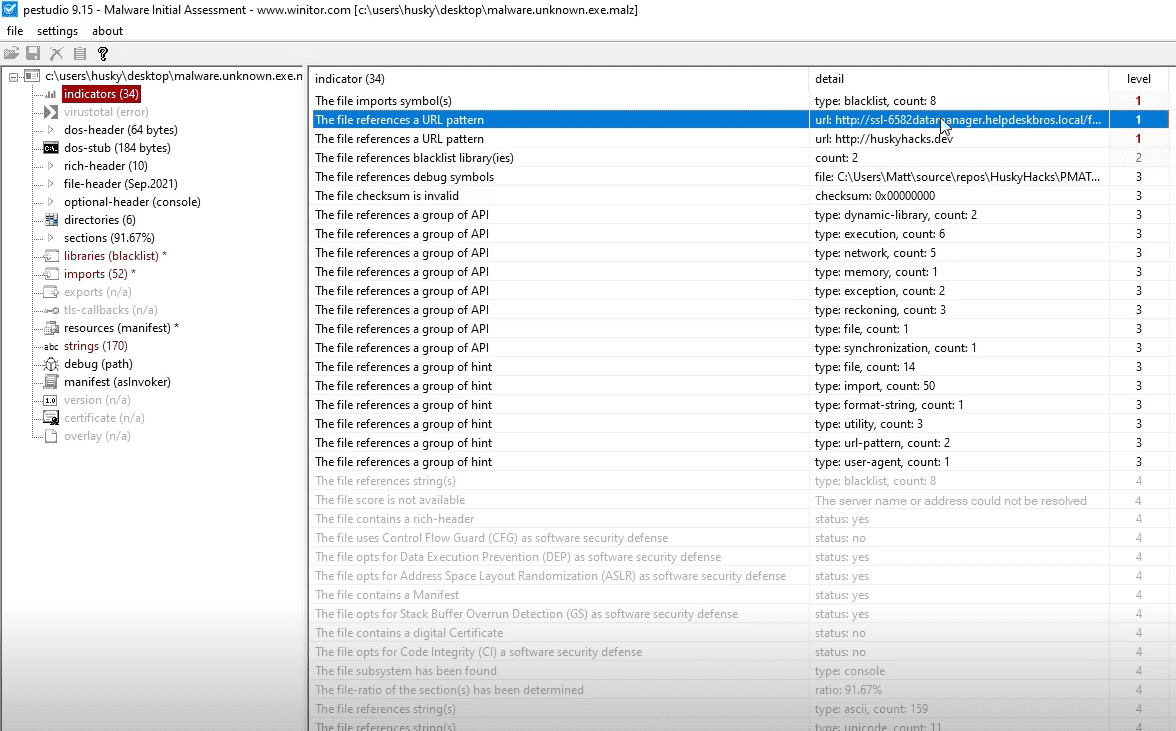 pestudio 9.15 - Malware Initial Assessment - www.winitor.com [c:\users\husky\desktop\malware.unknown.exe.malz]
file settings about
c:\users\husky\desktop\malware.unknown.exe.n
indicators (34)
virustotal (error)
dos-header (64 bytes)
dos-stub (184 bytes)
rich-header (10)
file-header (Sep.2021)
optional-header (console)
directories (6)
sections (91.67%)
libraries (blacklist) *
imports (52) *
exports (n/a)
tls-callbacks (n/a)
resources (manifest) *
abc strings (170)
debug (path)
manifest (asInvoker)
1.0 version (n/a)
certificate (n/a)
overlay (n/a)
indicator (34) detail level
The file imports symbol(s) type: blacklist, count: 8 1
The file references a URL pattern url: http://ssl-6582datamanager.helpdeskbros.local/f... 1
The file references a URL pattern url: http://huskyhacks.dev 1
The file references blacklist library(ies) count: 2 2
The file references debug symbols file: C:\Users\Matt\source\repos\HuskyHacks\PMAT... 3
The file checksum is invalid checksum: 0x00000000 3
The file references a group of API type: dynamic-library, count: 2 3
The file references a group of API type: execution, count: 6 3
The file references a group of API type: network, count: 5 3
The file references a group of API type: memory, count: 1 3
The file references a group of API type: exception, count: 2 3
The file references a group of API type: reckoning, count: 3 3
The file references a group of API type: file, count: 1 3
The file references a group of API type: synchronization, count: 1 3
The file references a group of hint type: file, count: 14 3
The file references a group of hint type: import, count: 50 3
The file references a group of hint type: format-string, count: 1 3
The file references a group of hint type: utility, count: 3 3
The file references a group of hint type: url-pattern, count: 2 3
The file references a group of hint type: user-agent, count: 1 3
The file references string(s) type: blacklist, count: 8 4
The file score is not available The server name or address could not be resolved 4
The file contains a rich-header status: yes 4
The file uses Control Flow Guard (CFG) as software security defense status: no 4
The file opts for Data Execution Prevention (DEP) as software security defense status: yes 4
The file opts for Address Space Layout Randomization (ASLR) as software security defense status: yes 4
The file contains a Manifest status: yes 4
The file opts for Stack Buffer Overrun Detection (GS) as software security defense status: yes 4
The file contains a digital Certificate status: no 4
The file opts for Code Integrity (CI) a software security defense status: no 4
The file subsystem has been found type: console 4
The file-ratio of the section(s) has been determined ratio: 91.67% 4
The file references string(s) type: ascii, count: 159 4
The file references string(s) type: unicode, count: 11 4